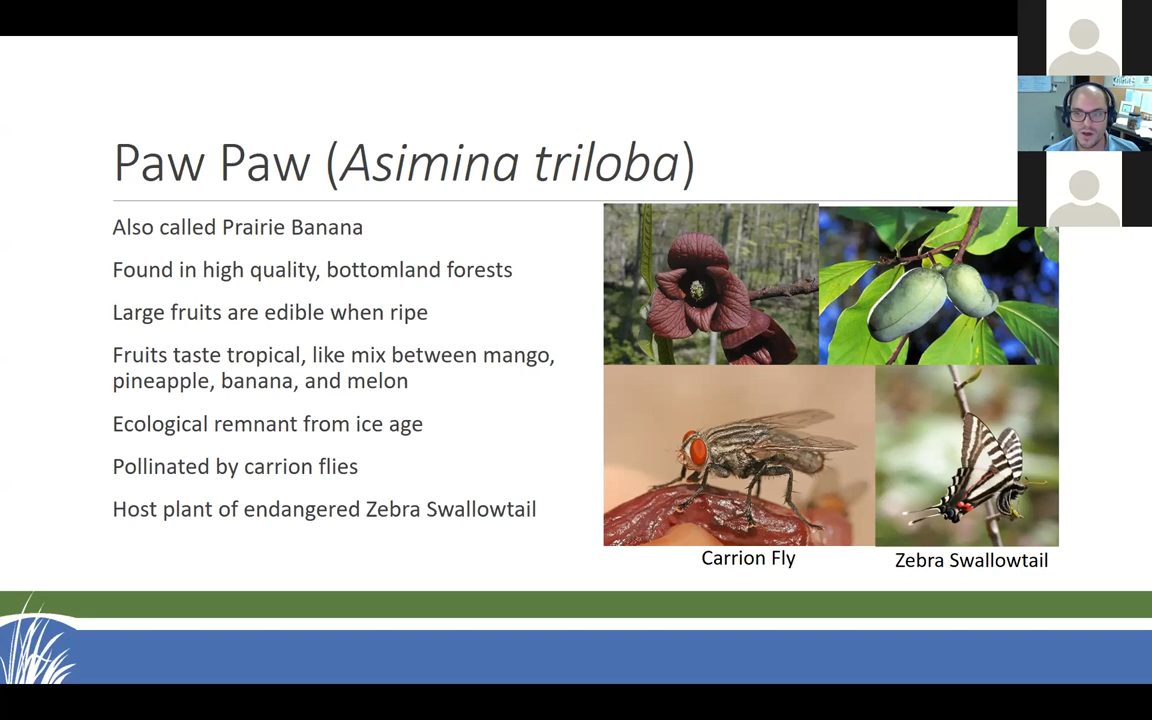 Paw Paw (Asimina triloba)
Also called Prairie Banana
Found in high quality, bottomland forests
Large fruits are edible when ripe
Fruits taste tropical, like mix between mango,
pineapple, banana, and melon
Ecological remnant from ice age
Pollinated by carrion flies
Host plant of endangered Zebra Swallowtail
Carrion Fly
Zebra Swallowtail